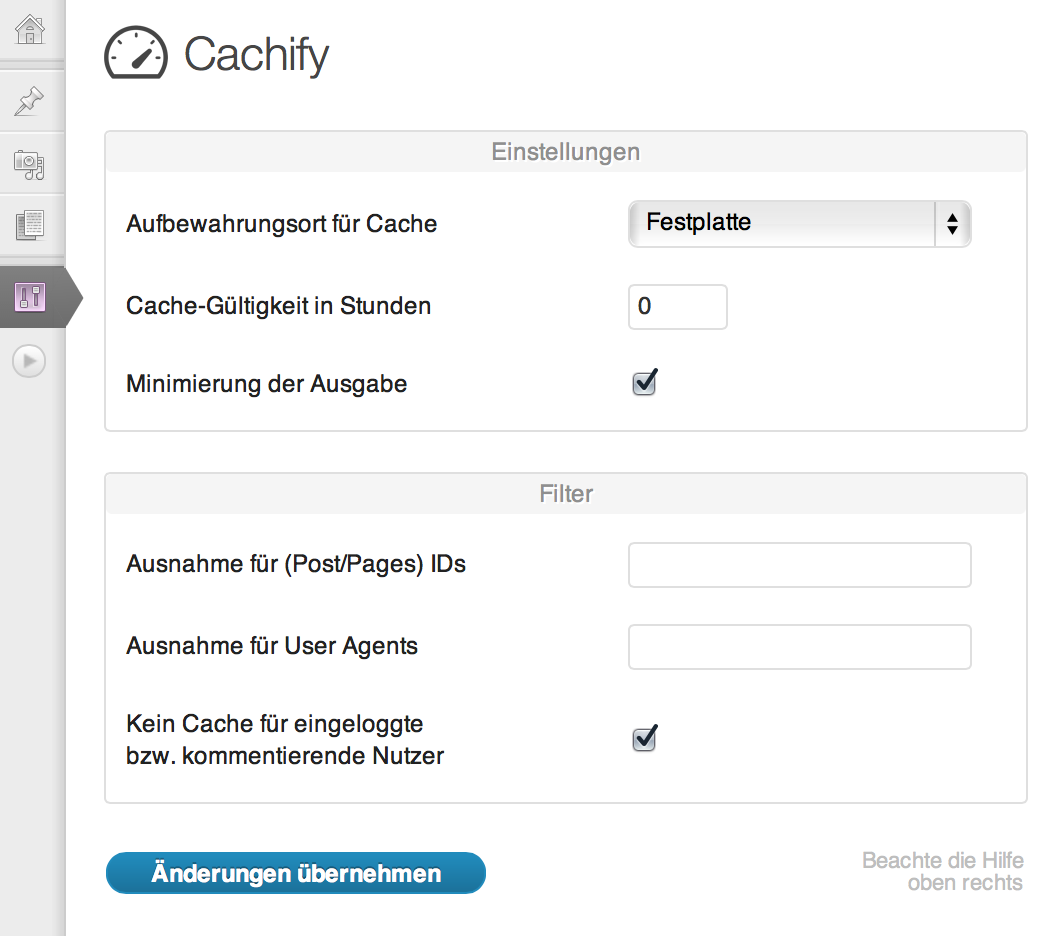 Cachify
Einstellungen
Aufbewahrungsort für Cache
Festplatte
Cache-Gültigkeit in Stunden
0
Minimierung der Ausgabe
Filter
Ausnahme für (Post/Pages) IDs
Ausnahme für User Agents
Kein Cache für eingeloggte
bzw. kommentierende Nutzer
Änderungen übernehmen
Beachte die Hilfe
oben rechts